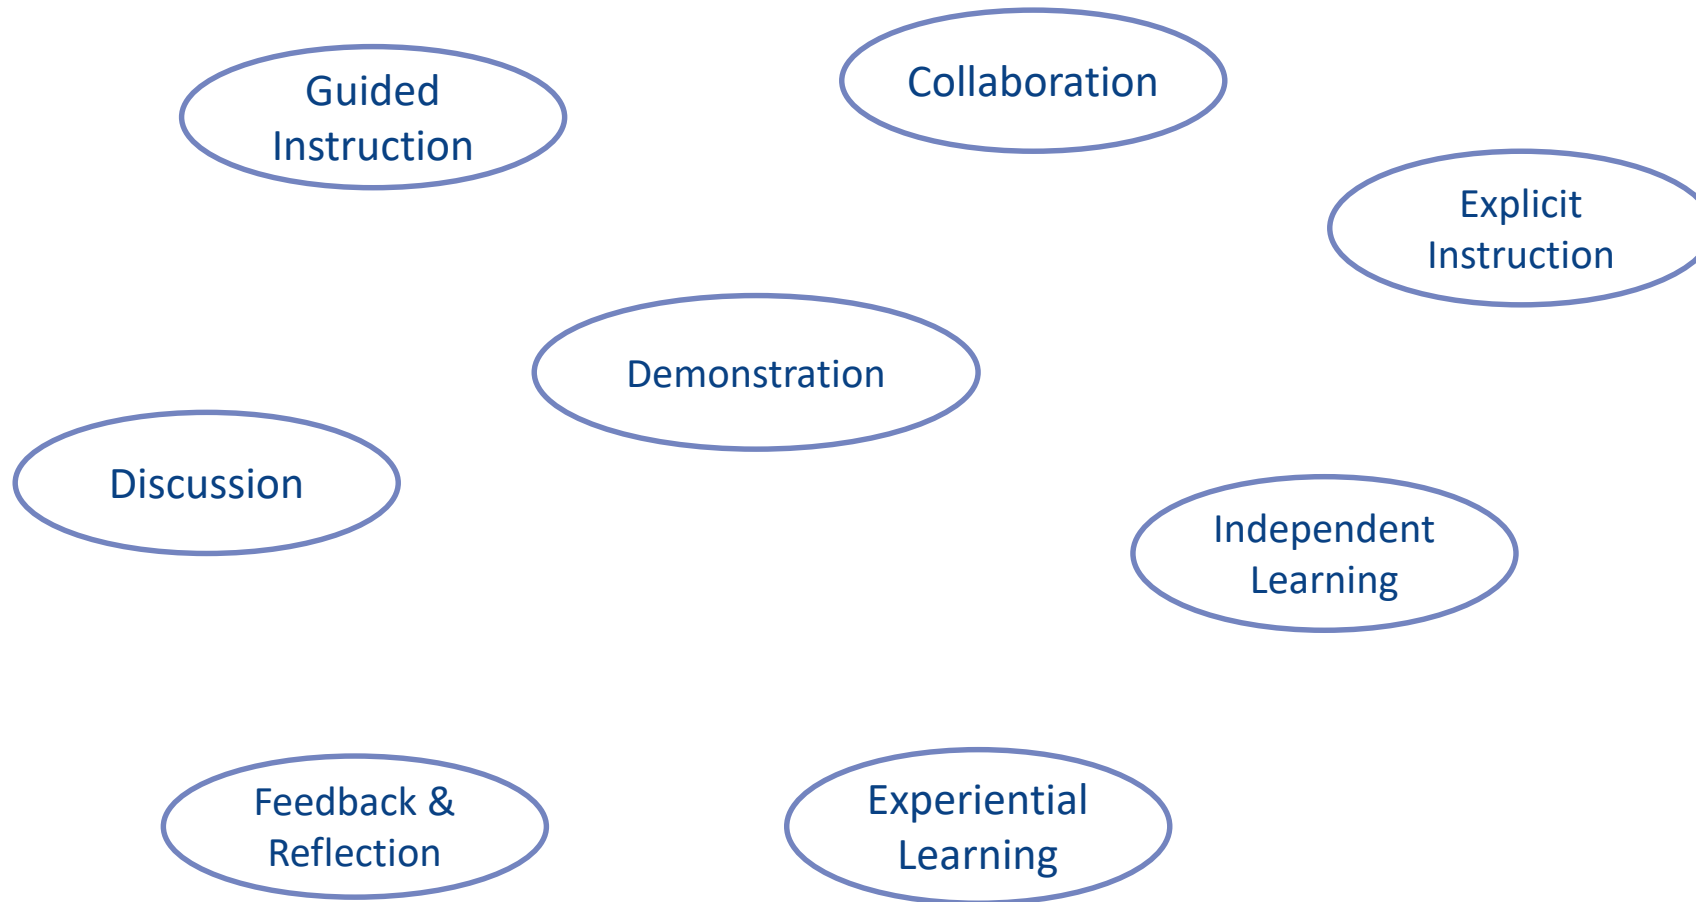 Guided
Instruction
Collaboration
Explicit
Instruction
Demonstration
Discussion
Independent
Learning
Feedback &
Reflection
Experiential
Learning